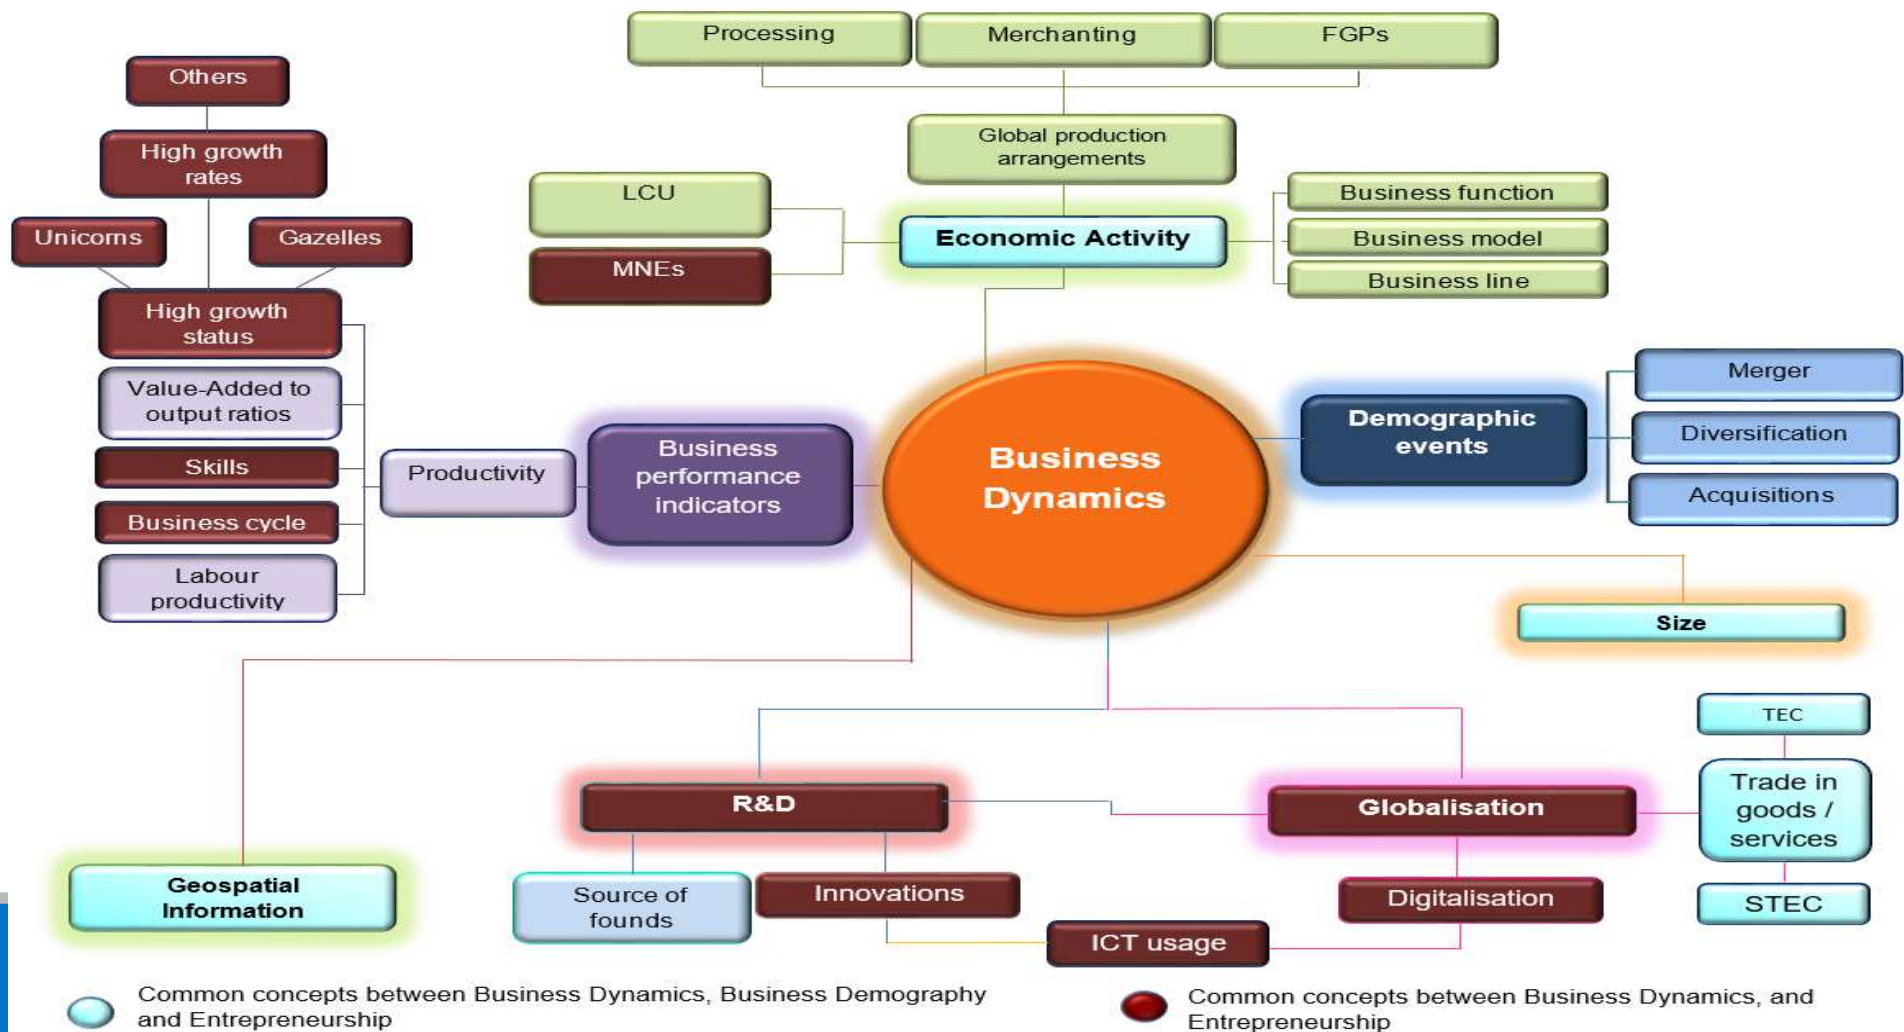 Processing
Merchanting
FGPs
Others
High growth
rates
Global production
arrangements
LCU
MNEs
Economic Activity
Business function
Business model
Business line
Unicorns
Gazelles
High growth
status
Value-Added to
output ratios
Skills
Business cycle
Labour
productivity
Productivity
Business
performance
indicators
Business
Dynamics
Demographic
events
Merger
Diversification
Acquisitions
Size
TEC
Trade in
goods /
services
STEC
R&D
Globalisation
Geospatial
Information
Source of
founds
Innovations
Digitalisation
ICT usage
Common concepts between Business Dynamics, Business Demography
and Entrepreneurship
Common concepts between Business Dynamics, and
Entrepreneurship